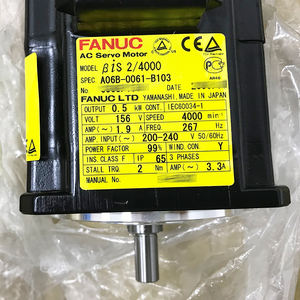 FANUC
AC Servo Motor
MODEL βiS 2/4000
SPEC A06B-0061-B103
NO.
DATE
FANUC LTD YAMANASHI MADE IN JAPAN
OUTPUT 0.5 kW CONT. IEC60034-1
VOLT 156 V SPEED 4000 min⁻¹
AMP(~) 1.9 A FREQ. 267 Hz
AMP.INPUT(~) 200-240 V 50/60Hz
POWER FACTOR 99% WIND.CON. Y
INS.CLASS F IP 65 3 PHASES
STALL TRQ 2 Nm AMP(~) 3.3A
MANUAL